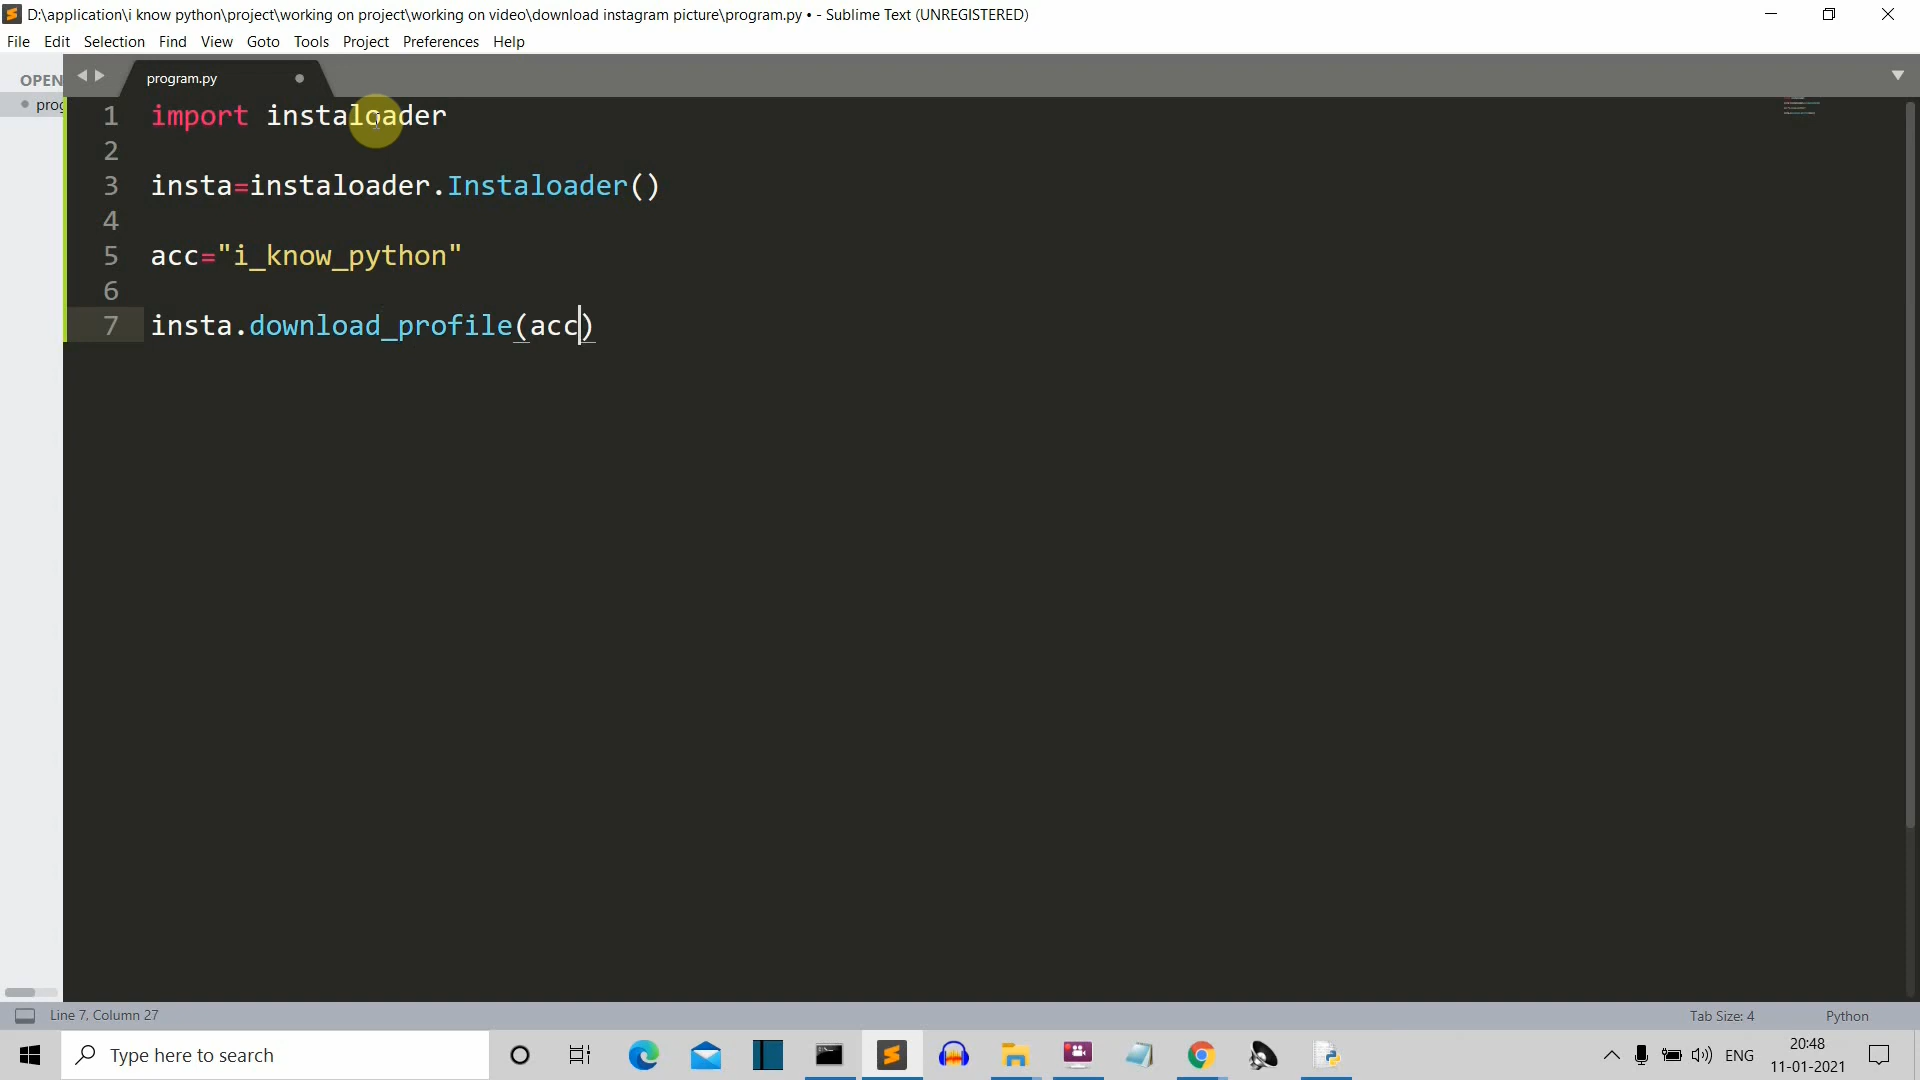 D:\application\i know python\project\working on project\working on video\download instagram picture\program.py • - Sublime Text (UNREGISTERED)
File Edit Selection Find View Goto Tools Project Preferences Help
OPEN
program.py
prog
1 import instaloader
2
3 insta=instaloader.Instaloader()
4
5 acc="i_know_python"
6
7 insta.download_profile(acc)
Line 7, Column 27
Tab Size: 4
Python
Type here to search
ENG
20:48
11-01-2021